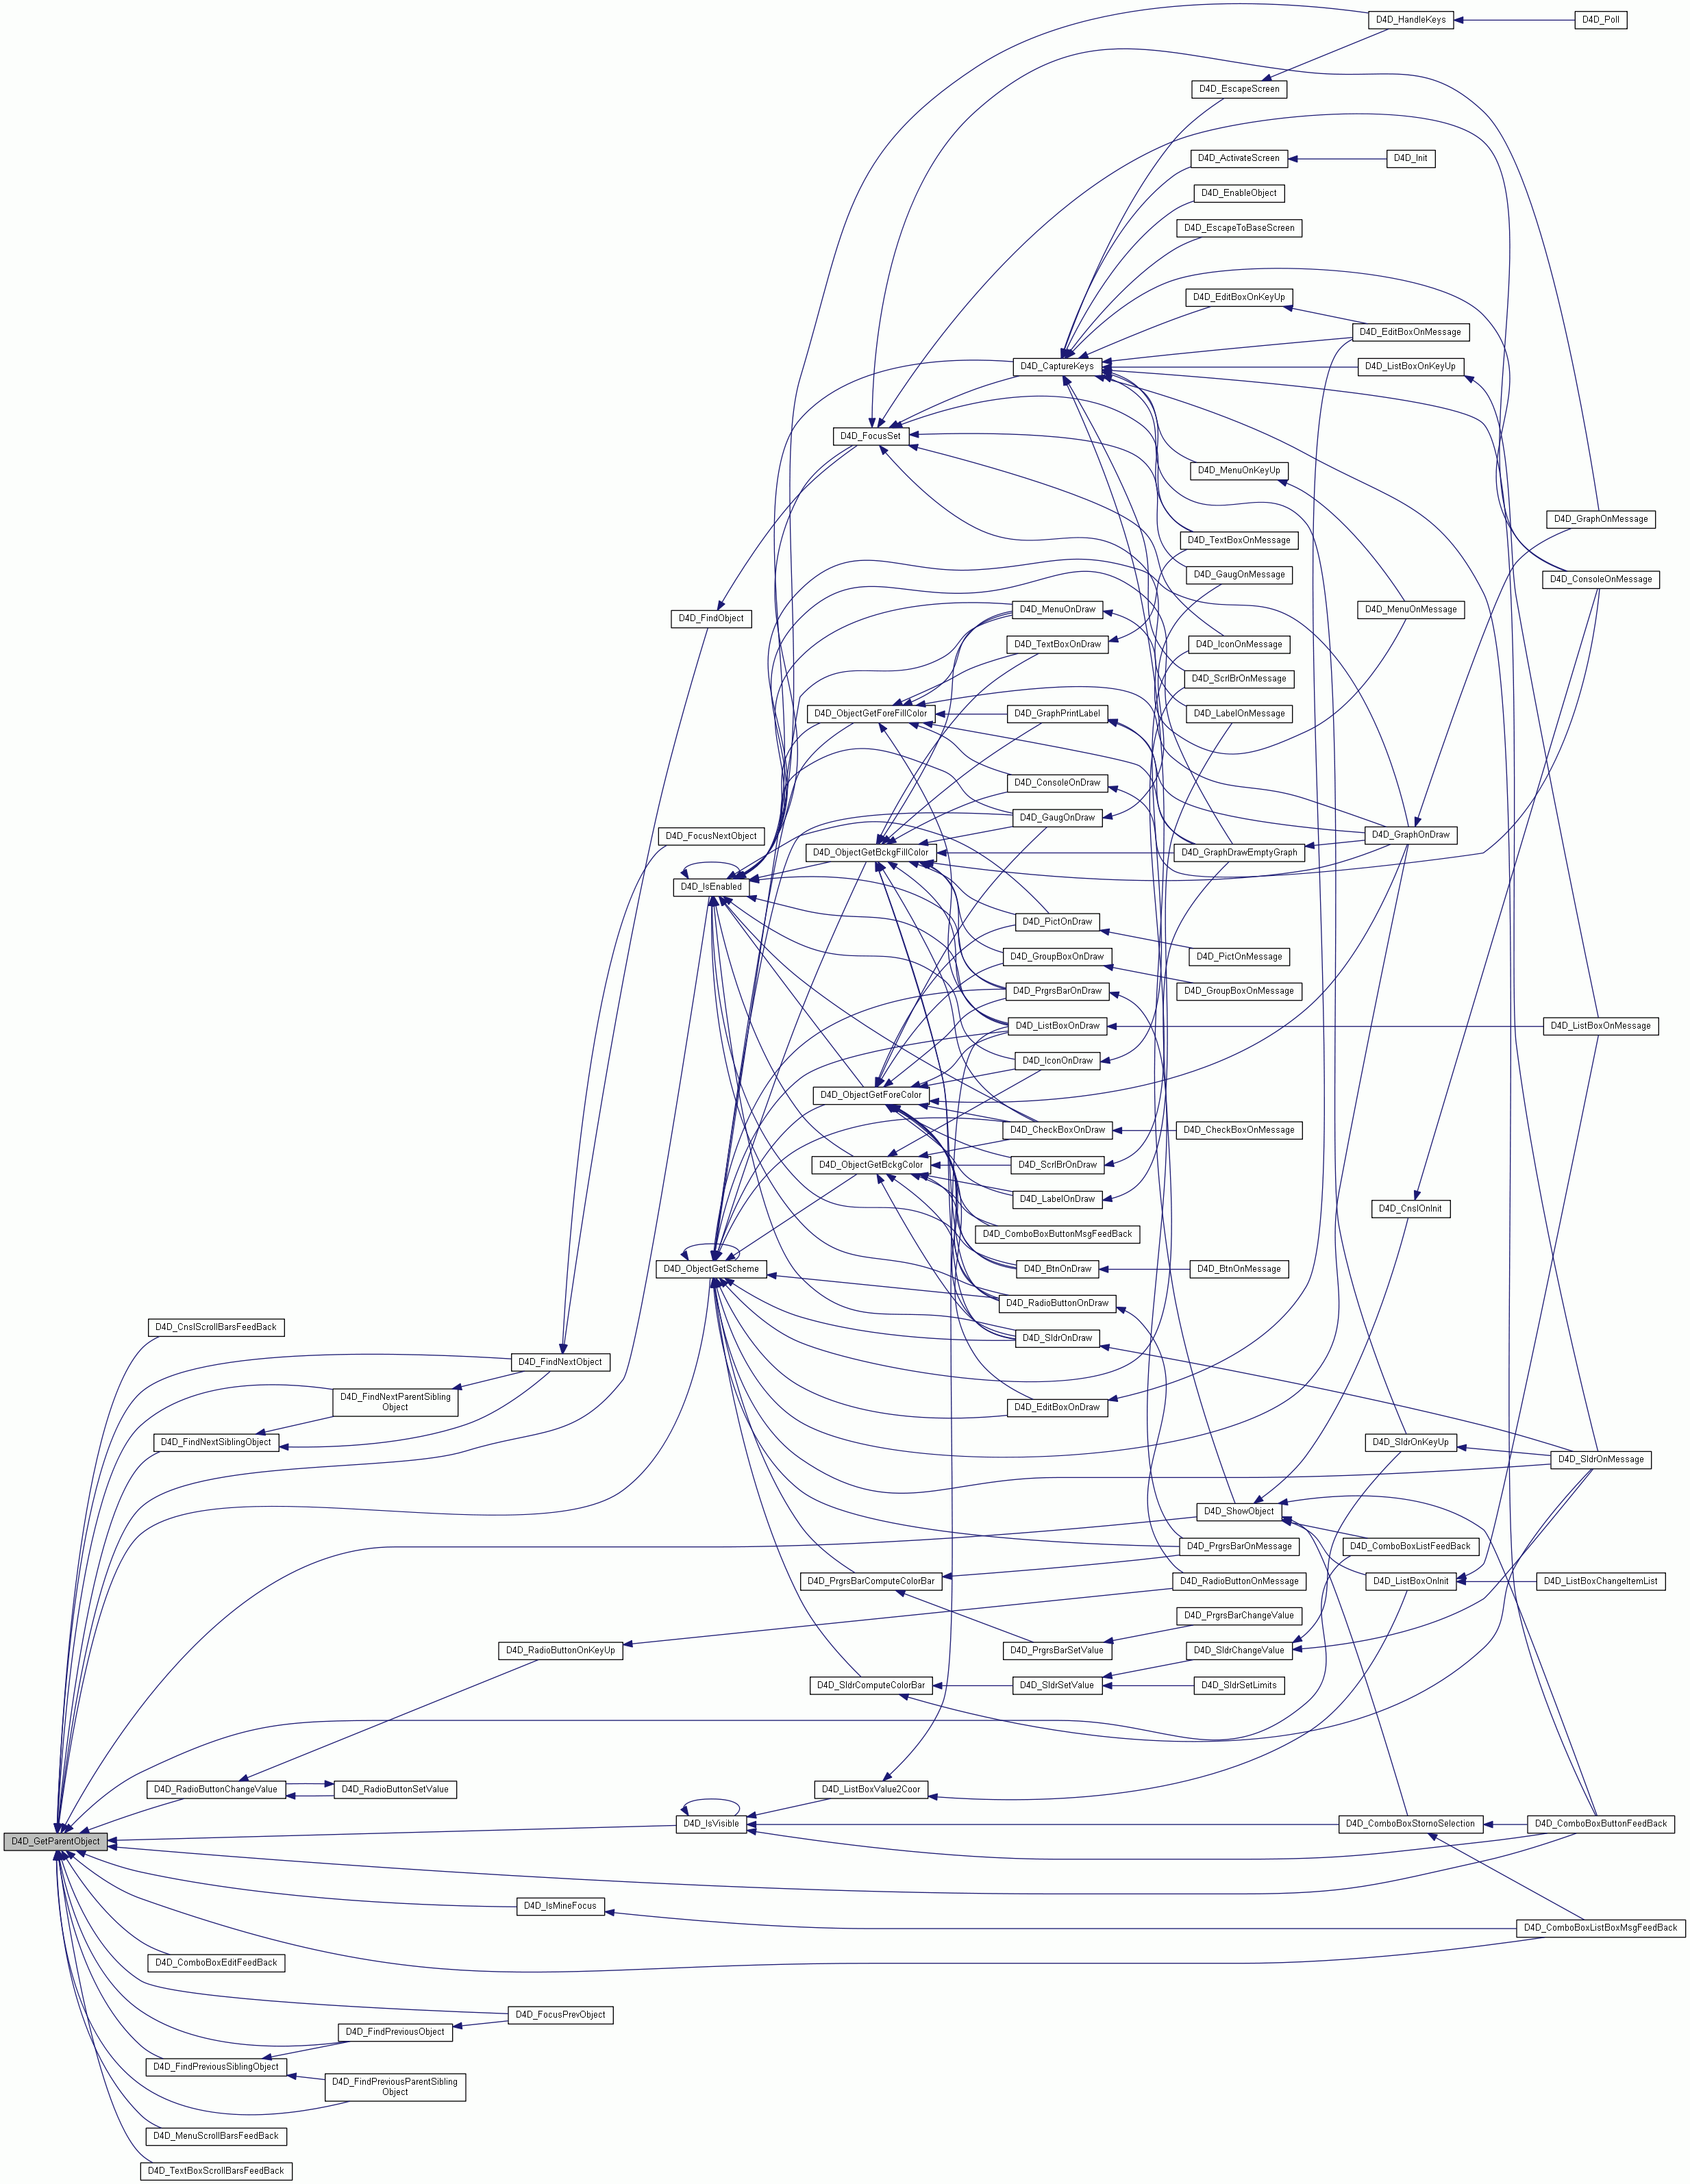 D4D_HandleKeys
D4D_Poll
D4D_EscapeScreen
D4D_ActivateScreen
D4D_Init
D4D_EnableObject
D4D_EscapeToBaseScreen
D4D_EditBoxOnKeyUp
D4D_EditBoxOnMessage
D4D_CaptureKeys
D4D_ListBoxOnKeyUp
D4D_FocusSet
D4D_MenuOnKeyUp
D4D_GraphOnMessage
D4D_TextBoxOnMessage
D4D_GaugOnMessage
D4D_ConsoleOnMessage
D4D_FindObject
D4D_MenuOnDraw
D4D_MenuOnMessage
D4D_TextBoxOnDraw
D4D_IconOnMessage
D4D_ScrlBrOnMessage
D4D_ObjectGetForeFillColor
D4D_GraphPrintLabel
D4D_LabelOnMessage
D4D_ConsoleOnDraw
D4D_GaugOnDraw
D4D_FocusNextObject
D4D_GraphOnDraw
D4D_ObjectGetBckgFillColor
D4D_GraphDrawEmptyGraph
D4D_IsEnabled
D4D_PictOnDraw
D4D_GroupBoxOnDraw
D4D_PictOnMessage
D4D_PrgrsBarOnDraw
D4D_GroupBoxOnMessage
D4D_ListBoxOnDraw
D4D_ListBoxOnMessage
D4D_IconOnDraw
D4D_ObjectGetForeColor
D4D_CheckBoxOnDraw
D4D_CheckBoxOnMessage
D4D_ObjectGetBckgColor
D4D_ScrlBrOnDraw
D4D_LabelOnDraw
D4D_CnslOnInit
D4D_ComboBoxButtonMsgFeedBack
D4D_ObjectGetScheme
D4D_BtnOnDraw
D4D_BtnOnMessage
D4D_RadioButtonOnDraw
D4D_CnslScrollBarsFeedBack
D4D_SldrOnDraw
D4D_FindNextObject
D4D_FindNextParentSibling
Object
D4D_EditBoxOnDraw
D4D_FindNextSiblingObject
D4D_SldrOnKeyUp
D4D_SldrOnMessage
D4D_ShowObject
D4D_PrgrsBarOnMessage
D4D_ComboBoxListFeedBack
D4D_PrgrsBarComputeColorBar
D4D_RadioButtonOnMessage
D4D_ListBoxOnInit
D4D_ListBoxChangeItemList
D4D_PrgrsBarChangeValue
D4D_RadioButtonOnKeyUp
D4D_PrgrsBarSetValue
D4D_SldrChangeValue
D4D_SldrComputeColorBar
D4D_SldrSetValue
D4D_SldrSetLimits
D4D_RadioButtonChangeValue
D4D_RadioButtonSetValue
D4D_ListBoxValue2Coor
D4D_GetParentObject
D4D_IsVisible
D4D_ComboBoxStornoSelection
D4D_ComboBoxButtonFeedBack
D4D_IsMineFocus
D4D_ComboBoxListBoxMsgFeedBack
D4D_ComboBoxEditFeedBack
D4D_FocusPrevObject
D4D_FindPreviousObject
D4D_FindPreviousSiblingObject
D4D_FindPreviousParentSibling
Object
D4D_MenuScrollBarsFeedBack
D4D_TextBoxScrollBarsFeedBack